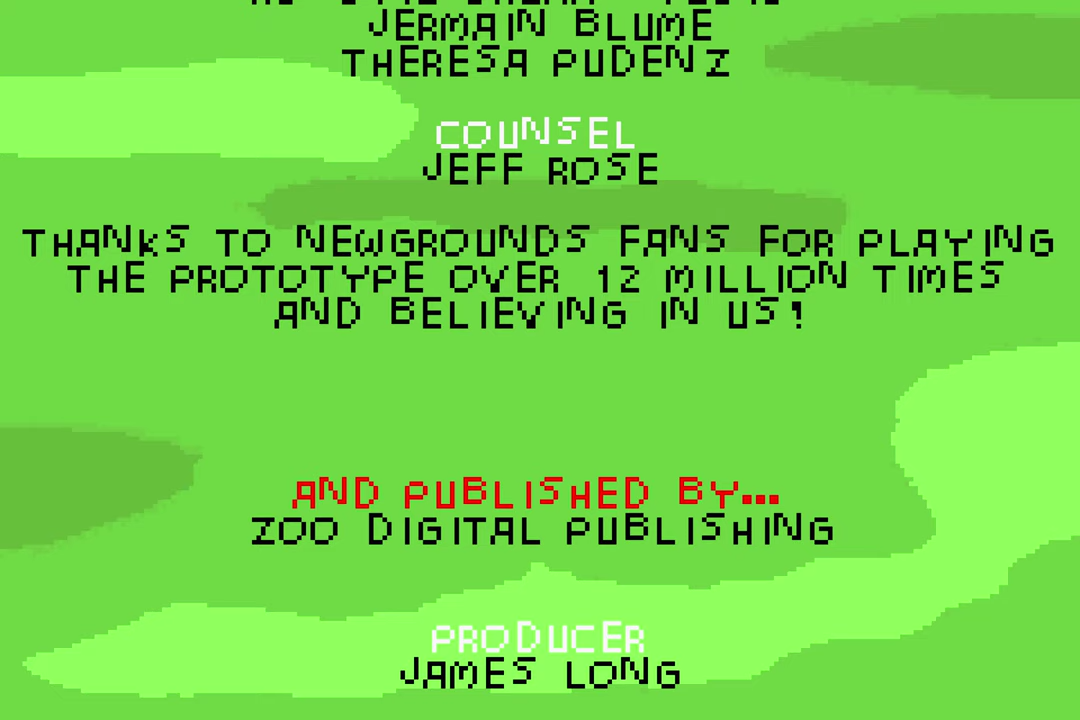 JERMAIN BLUME
THERESA PUDENZ
COUNSEL
JEFF ROSE
THANKS TO NEWGROUNDS FANS FOR PLAYING
THE PROTOTYPE OVER 12 MILLION TIMES
AND BELIEVING IN US!
AND PUBLISHED BY...
ZOO DIGITAL PUBLISHING
PRODUCER
JAMES LONG